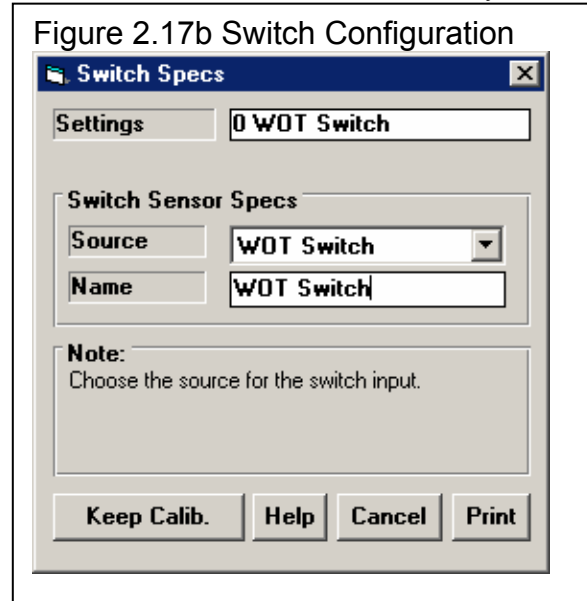 Figure 2.17b Switch Configuration
Switch Specs
Settings 0 WOT Switch
Switch Sensor Specs
Source WOT Switch
Name WOT Switch
Note:
Choose the source for the switch input.
Keep Calib. Help Cancel Print